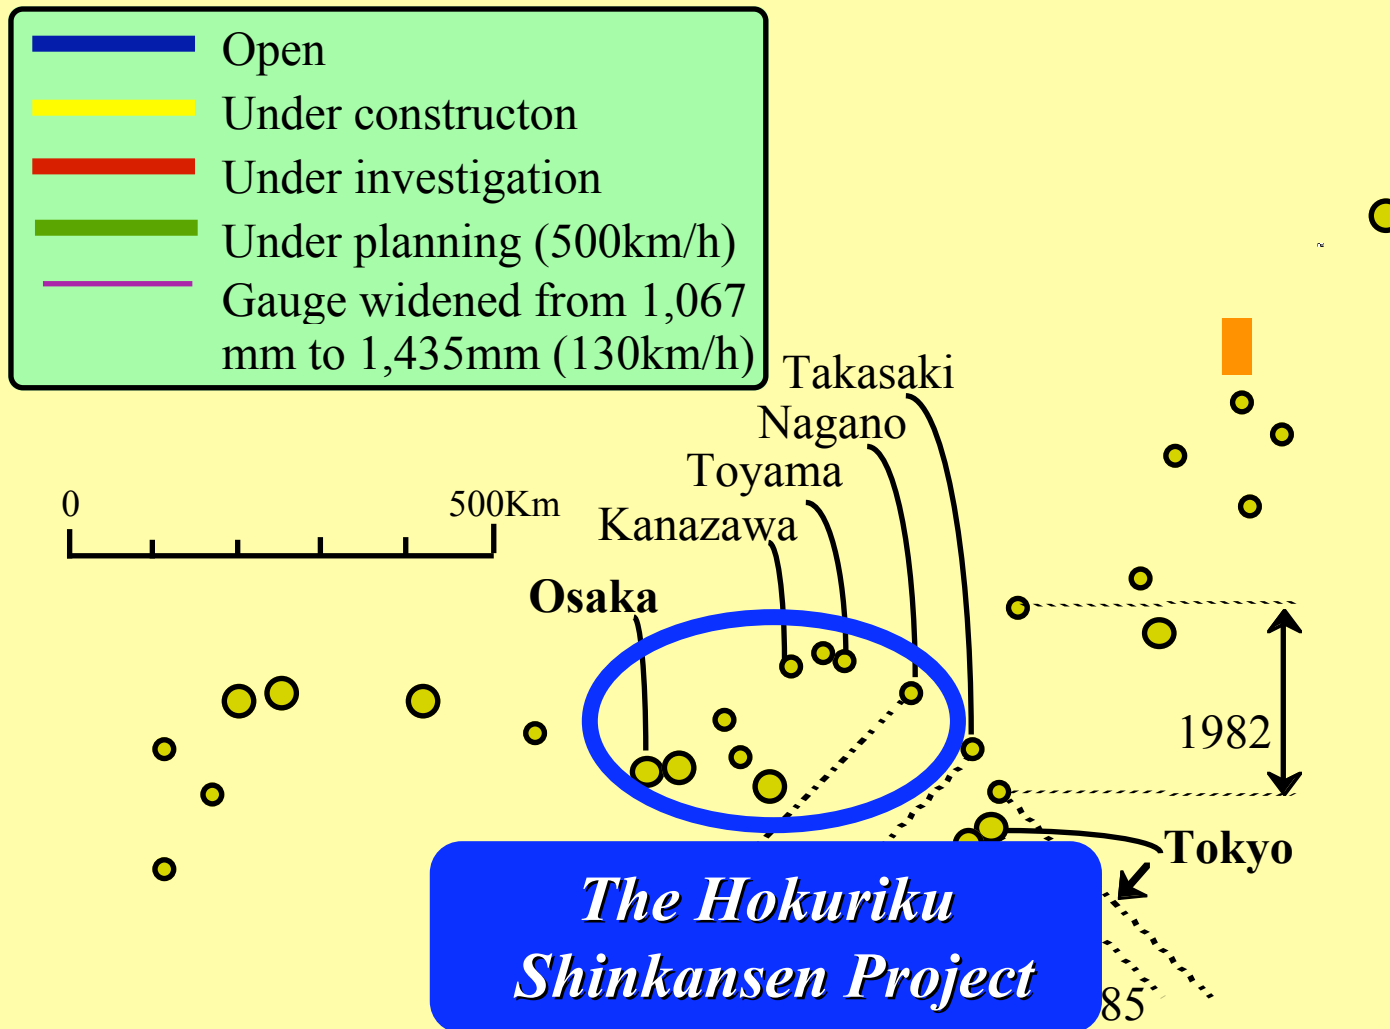 Open
Under constructon
Under investigation
Under planning (500km/h)
Gauge widened from 1,067
mm to 1,435mm (130km/h)
Takasaki
Nagano
Toyama
Kanazawa
0
500Km
Osaka
1982
Tokyo
The Hokuriku
Shinkansen Project
85